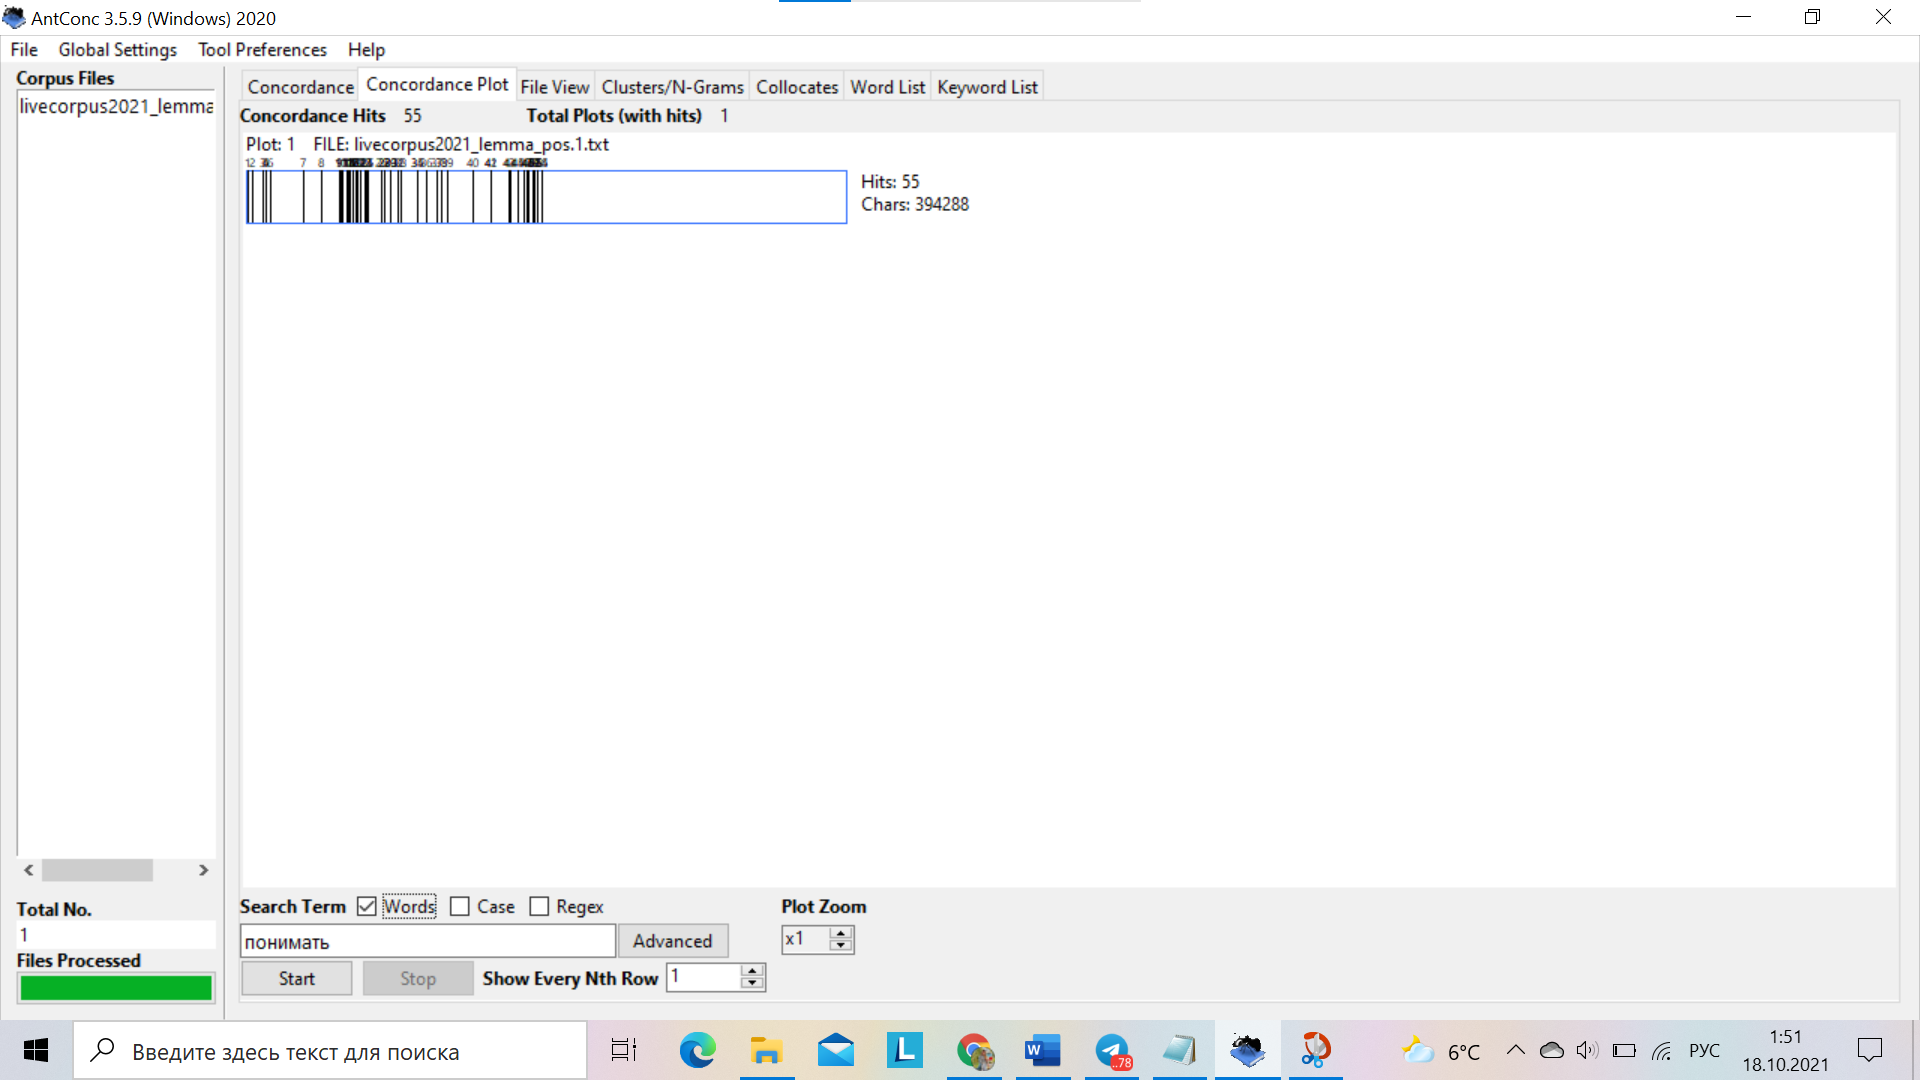 AntConc 3.5.9 (Windows) 2020
File Global Settings Tool Preferences Help
Corpus Files
livecorpus2021_lemma
Concordance Concordance Plot File View Clusters/N-Grams Collocates Word List Keyword List
Concordance Hits 55 Total Plots (with hits) 1
Plot: 1 FILE: livecorpus2021_lemma_pos.1.txt
12 7 8 40
Hits: 55
Chars: 394288
Total No.
1
Files Processed
Search Term Words Case Regex Plot Zoom
понимать Advanced x1
Start Stop Show Every Nth Row 1
Введите здесь текст для поиска
L
W
..78
6°C
РУС
1:51
18.10.2021